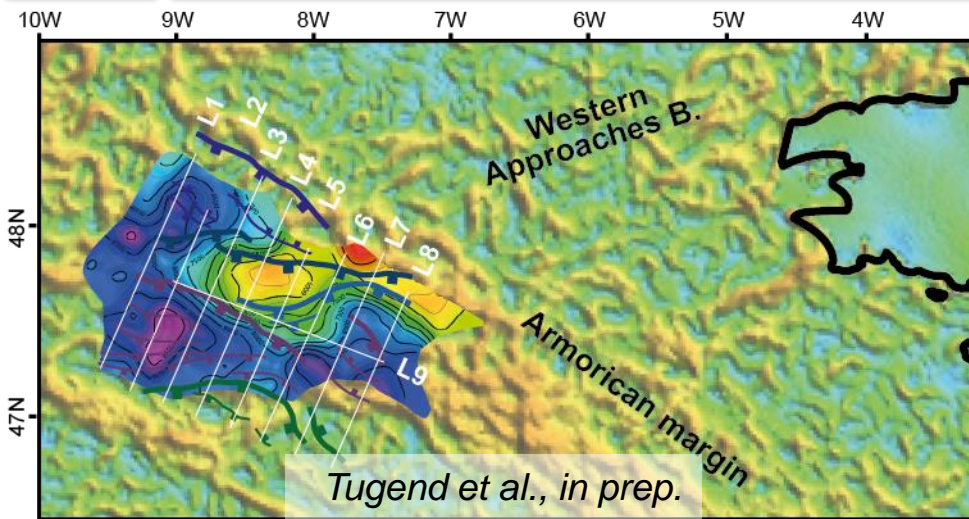 10W 9W 8W 7W 6W 5W 4W
48N
47N
L1
L2
L3
L4
L5
L6
L7
L8
L9
Western
Approaches B.
Armorican margin
Tugend et al., in prep.